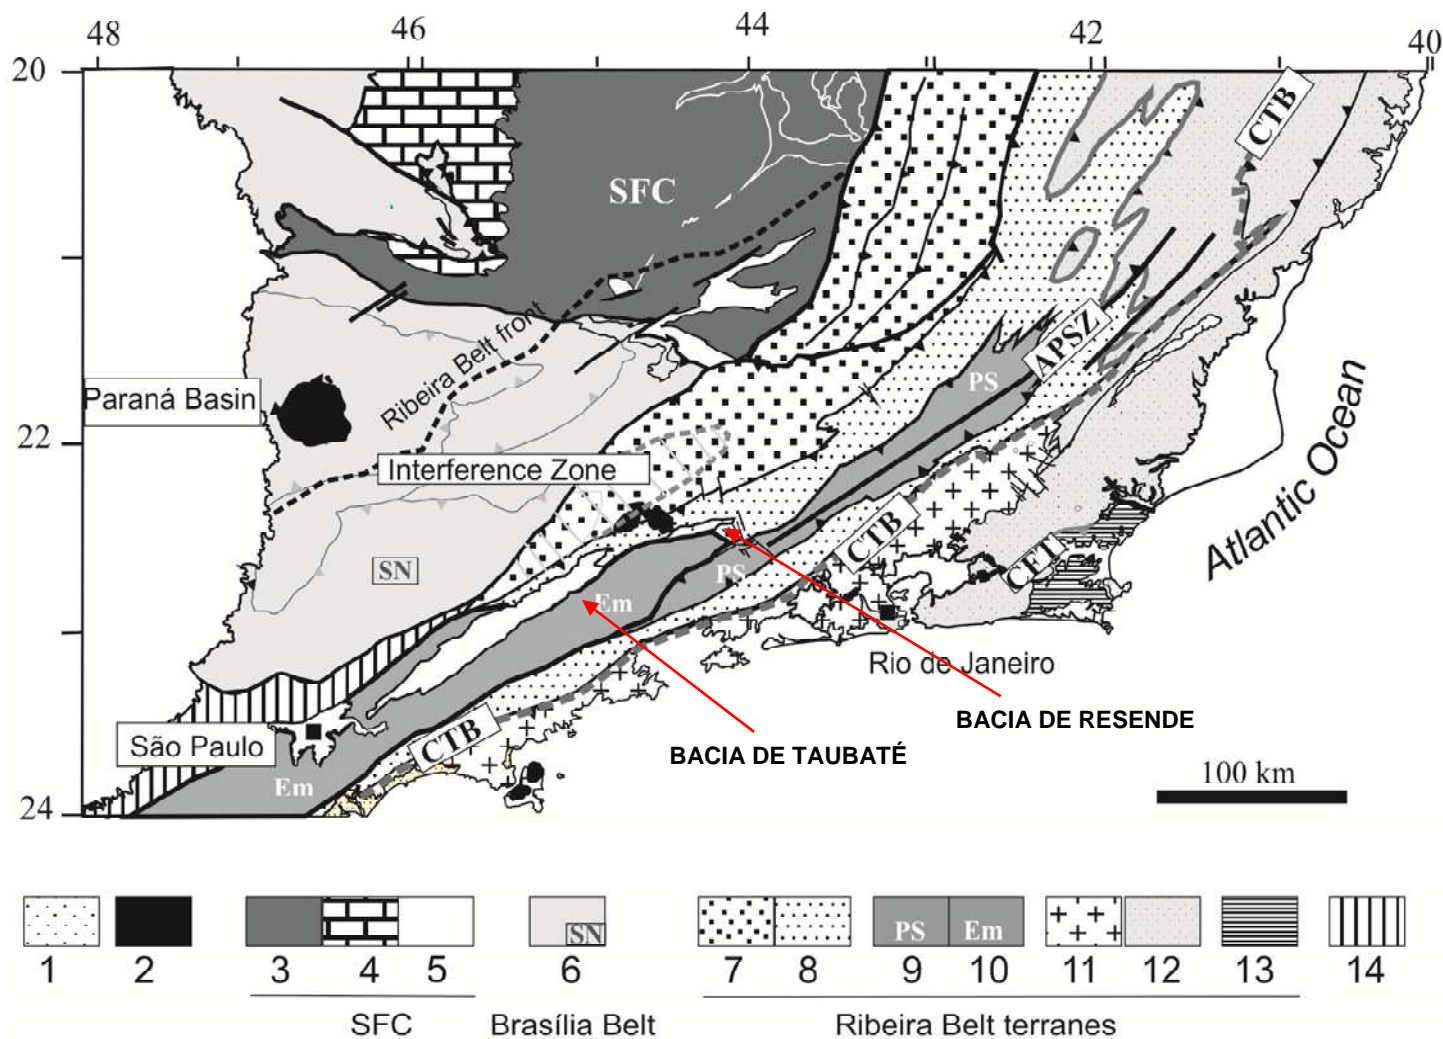 48 46 44 42 40
20
CTB
SFC
Ribeira Belt front
APSZ
PS
Paraná Basin
22
Interference Zone
Atlantic Ocean
CTB
CFT
SN
PS
Em
Rio de Janeiro
BACIA DE RESENDE
São Paulo
CTB
BACIA DE TAUBATÉ
Em
100 km
24
SN PS Em
1 2 3 4 5 6 7 8 9 10 11 12 13 14
SFC Brasília Belt Ribeira Belt terranes